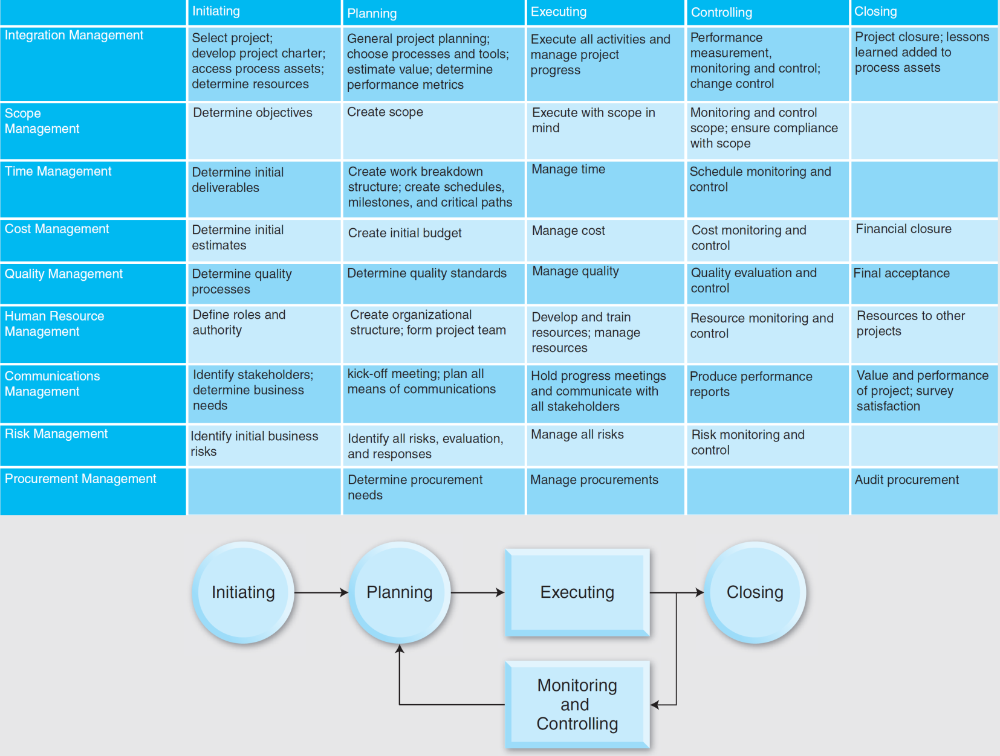 Initiating
Planning
Executing
Controlling
Closing
Integration Management
Select project;
develop project charter;
access process assets;
determine resources
General project planning;
choose processes and tools;
estimate value; determine
performance metrics
Execute all activities and
manage project
progress
Performance
measurement,
monitoring and control;
change control
Project closure; lessons
learned added to
process assets
Scope
Management
Determine objectives
Create scope
Execute with scope in
mind
Monitoring and control
scope; ensure compliance
with scope
Time Management
Determine initial
deliverables
Create work breakdown
structure; create schedules,
milestones, and critical paths
Manage time
Schedule monitoring and
control
Cost Management
Determine initial
estimates
Create initial budget
Manage cost
Cost monitoring and
control
Financial closure
Quality Management
Determine quality
processes
Determine quality standards
Manage quality
Quality evaluation and
control
Final acceptance
Human Resource
Management
Define roles and
authority
Create organizational
structure; form project team
Develop and train
resources; manage
resources
Resource monitoring and
control
Resources to other
projects
Communications
Management
Identify stakeholders;
determine business
needs
kick-off meeting; plan all
means of communications
Hold progress meetings
and communicate with
all stakeholders
Produce performance
reports
Value and performance
of project; survey
satisfaction
Risk Management
Identify initial business
risks
Identify all risks, evaluation,
and responses
Manage all risks
Risk monitoring and
control
Procurement Management
Determine procurement
needs
Manage procurements
Audit procurement
Initiating
Planning
Executing
Closing
Monitoring
and
Controlling